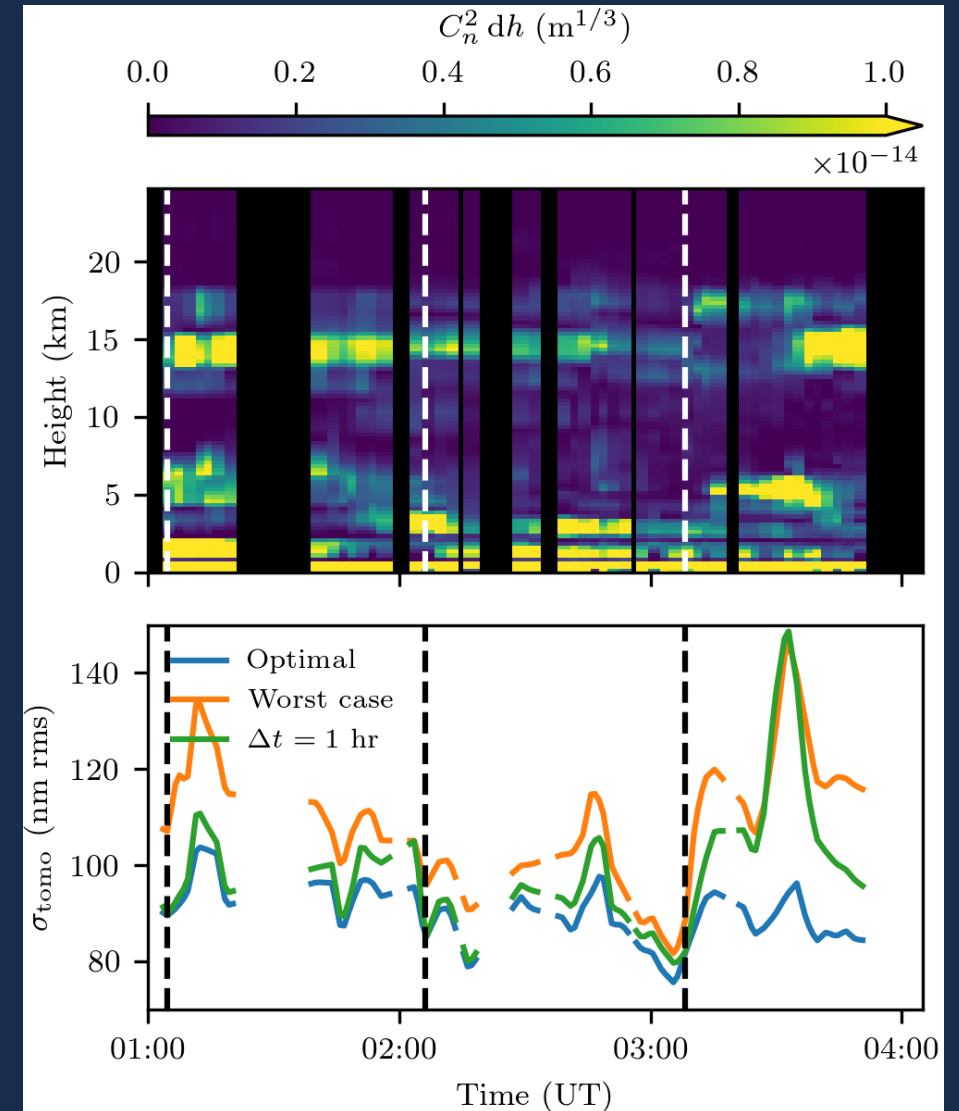 C_n^2 dh (m^{1/3})
0.0 0.2 0.4 0.6 0.8 1.0
×10^{−14}
Height (km)
20
15
10
5
0
σ_tomo (nm rms)
140
120
100
80
Optimal
Worst case
Δt = 1 hr
01:00 02:00 03:00 04:00
Time (UT)